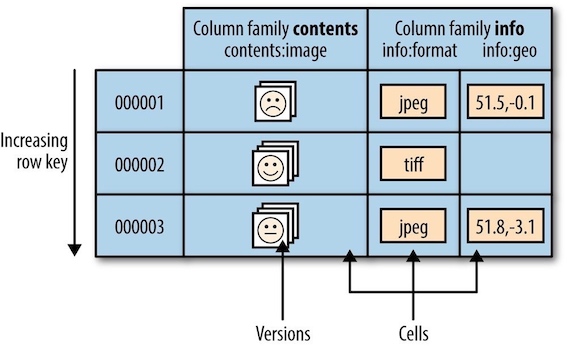 Column family contents
contents:image
Column family info
info:format info:geo
Increasing
row key
000001
jpeg
51.5,-0.1
000002
tiff
000003
jpeg
51.8,-3.1
Versions
Cells